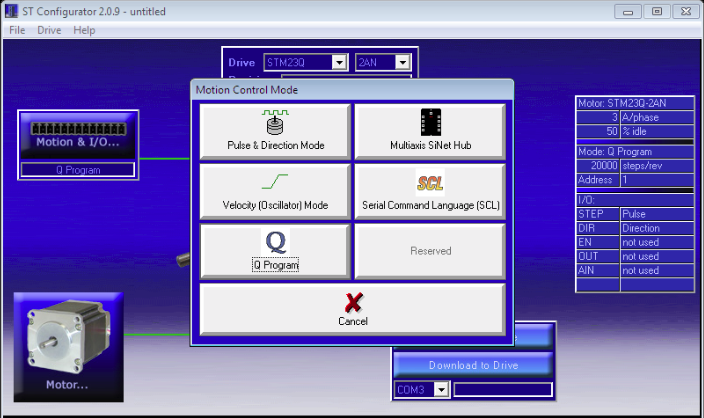 ST Configurator 2.0.9 - untitled
File Drive Help
Drive STM23Q 2AN
Motion Control Mode
Pulse & Direction Mode
Multiaxis SiNet Hub
Velocity (Oscillator) Mode
SCL
Serial Command Language (SCL)
Q
Q Program
Reserved
Cancel
Motion & I/O...
Q Program
Motor...
Motor: STM23Q-2AN
3 A/phase
50 % idle
Mode: Q Program
20000 steps/rev
Address 1
I/O:
STEP Pulse
DIR Direction
EN not used
OUT not used
AIN not used
Download to Drive
COM3